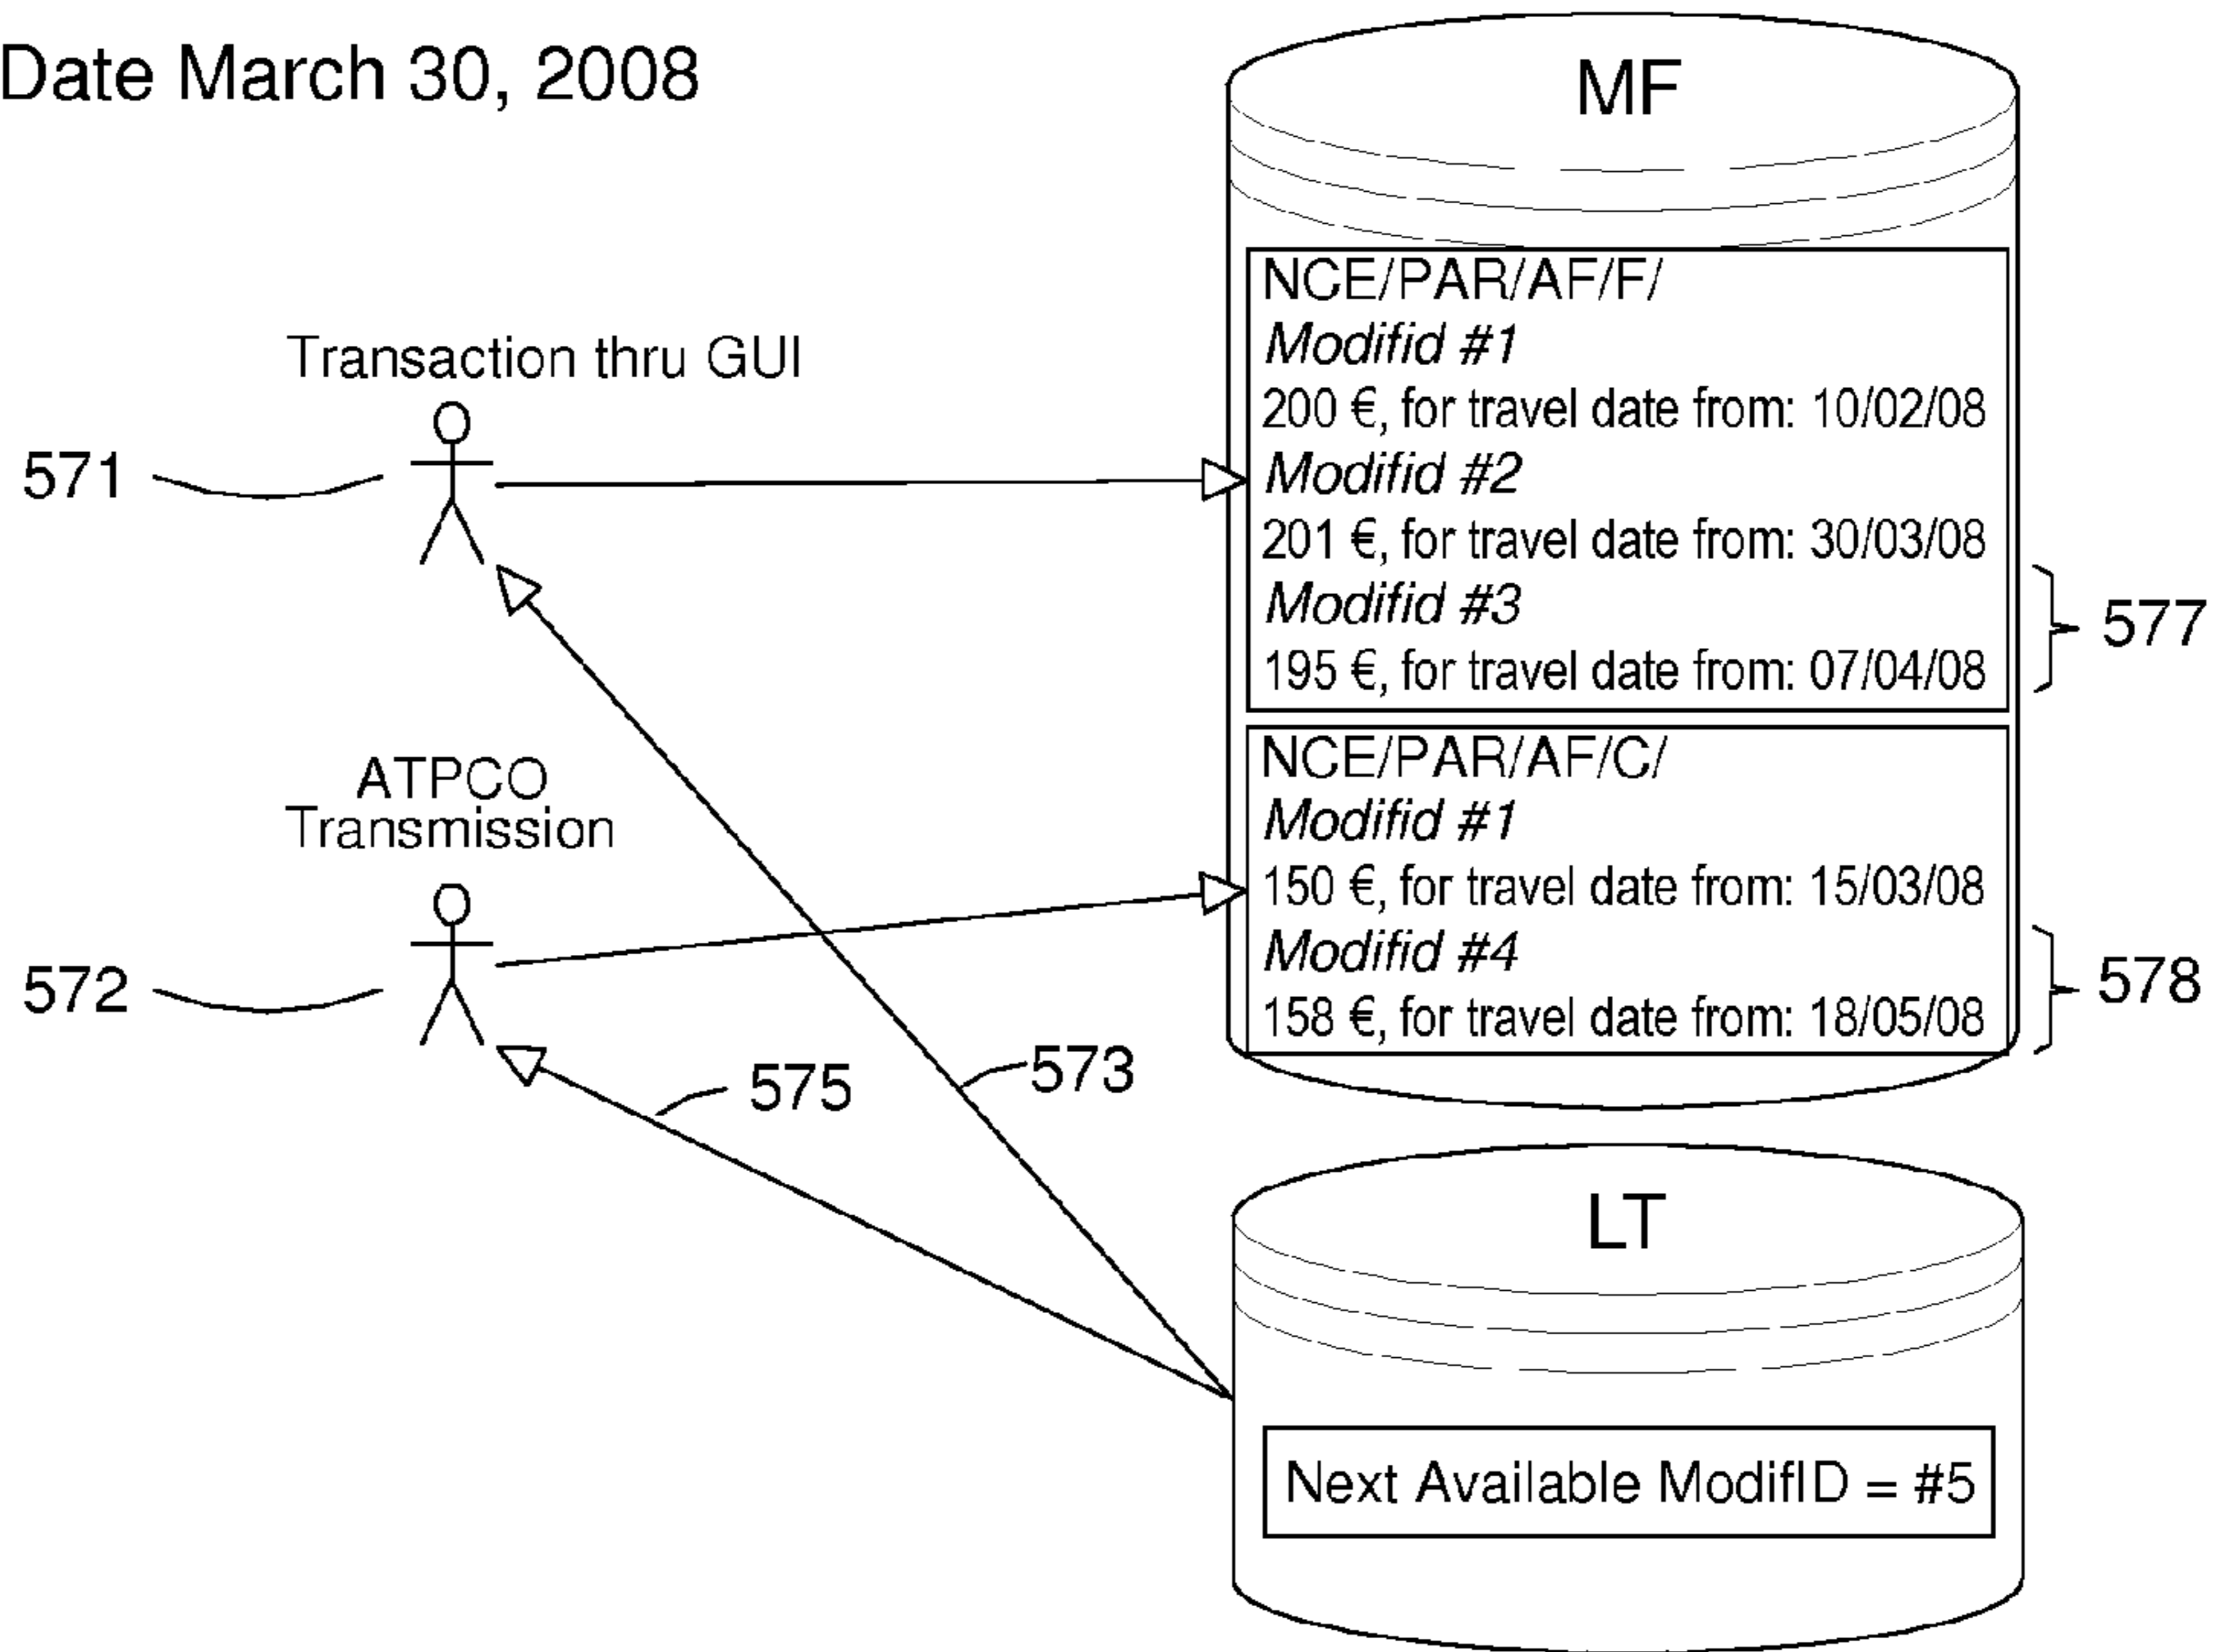 Date March 30, 2008
MF
NCE/PAR/AF/F/
Modifid #1
200 €, for travel date from: 10/02/08
Modifid #2
201 €, for travel date from: 30/03/08
Modifid #3
195 €, for travel date from: 07/04/08
577
Transaction thru GUI
571
NCE/PAR/AF/C/
Modifid #1
150 €, for travel date from: 15/03/08
Modifid #4
158 €, for travel date from: 18/05/08
578
ATPCO
Transmission
572
575
573
LT
Next Available ModifID = #5